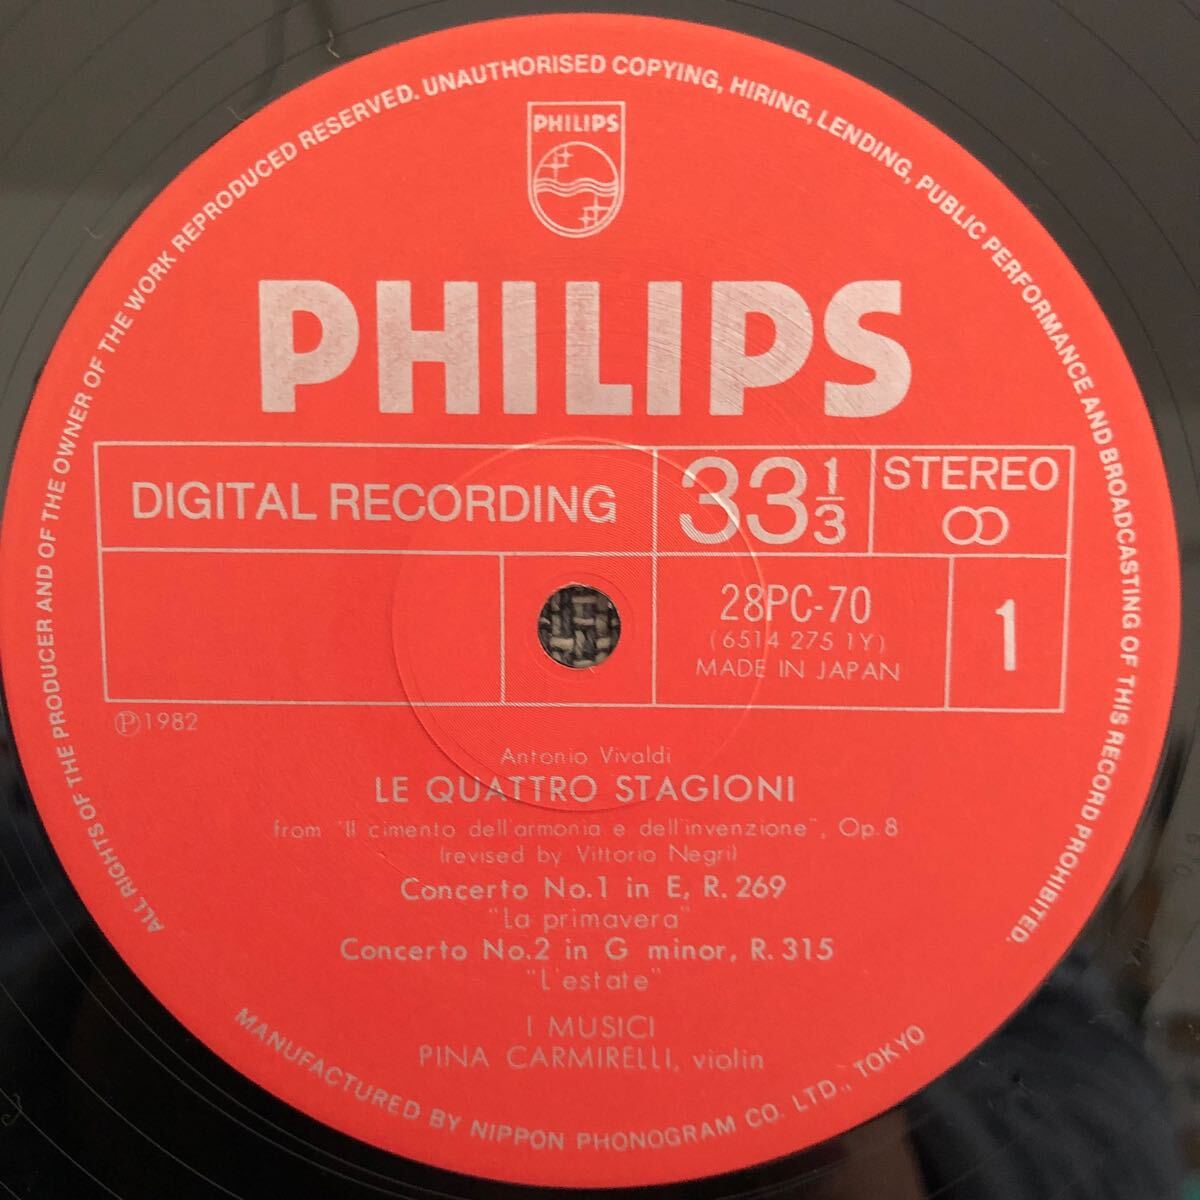 ALL RIGHTS OF THE PRODUCER AND OF THE OWNER OF THE WORK REPRODUCED RESERVED. UNAUTHORISED COPYING, HIRING, LENDING, PUBLIC PERFORMANCE AND BROADCASTING OF THIS RECORD PROHIBITED.
PHILIPS
PHILIPS
DIGITAL RECORDING
33 1/3
STEREO
28PC-70
(6514 275 1Y)
MADE IN JAPAN
1
Ⓟ1982
Antonio Vivaldi
LE QUATTRO STAGIONI
from "Il cimento dell'armonia e dell'invenzione", Op.8
(revised by Vittorio Negri)
Concerto No.1 in E, R.269
"La primavera"
Concerto No.2 in G minor, R.315
"L'estate"
I MUSICI
PINA CARMIRELLI, violin
MANUFACTURED BY NIPPON PHONOGRAM CO. LTD., TOKYO